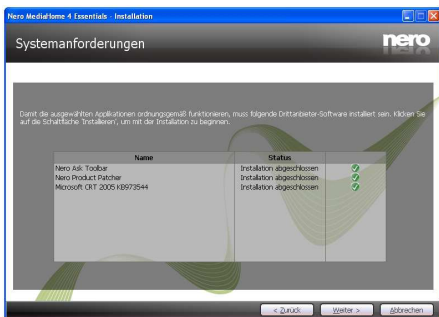 Nero MediaHome 4 Essentials - Installation
Systemanforderungen
nero
Damit die ausgewählten Applikationen ordnungsgemäß funktionieren, muss folgende Drittanbieter-Software installiert sein. Klicken Sie
auf die Schaltfläche 'Installieren', um mit der Installation zu beginnen.
Name Status
Nero Ask Toolbar Installation abgeschlossen
Nero Product Patcher Installation abgeschlossen
Microsoft CRT 2005 KB973544 Installation abgeschlossen
< Zurück Weiter > Abbrechen